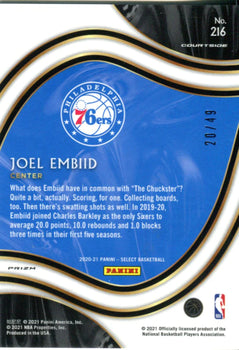 No.
216
COURTSIDE
20/49
PHILADELPHIA
76ers
JOEL EMBIID
CENTER
What does Embiid have in common with "The Chuckster"?
Quite a bit, actually. Scoring, for one. Collecting boards,
too. Then there's swatting shots as well. In 2019-20,
Embiid joined Charles Barkley as the only Sixers to
average 20.0 points, 10.0 rebounds and 1.0 blocks
three times in their first five seasons.
2020-21 PANINI – SELECT BASKETBALL
PANINI
PRIZM
© 2021 Panini America, Inc.
© 2021 NBA Properties, Inc.
Produced in the USA.
© 2021 Officially licensed product of the
National Basketball Players Association.